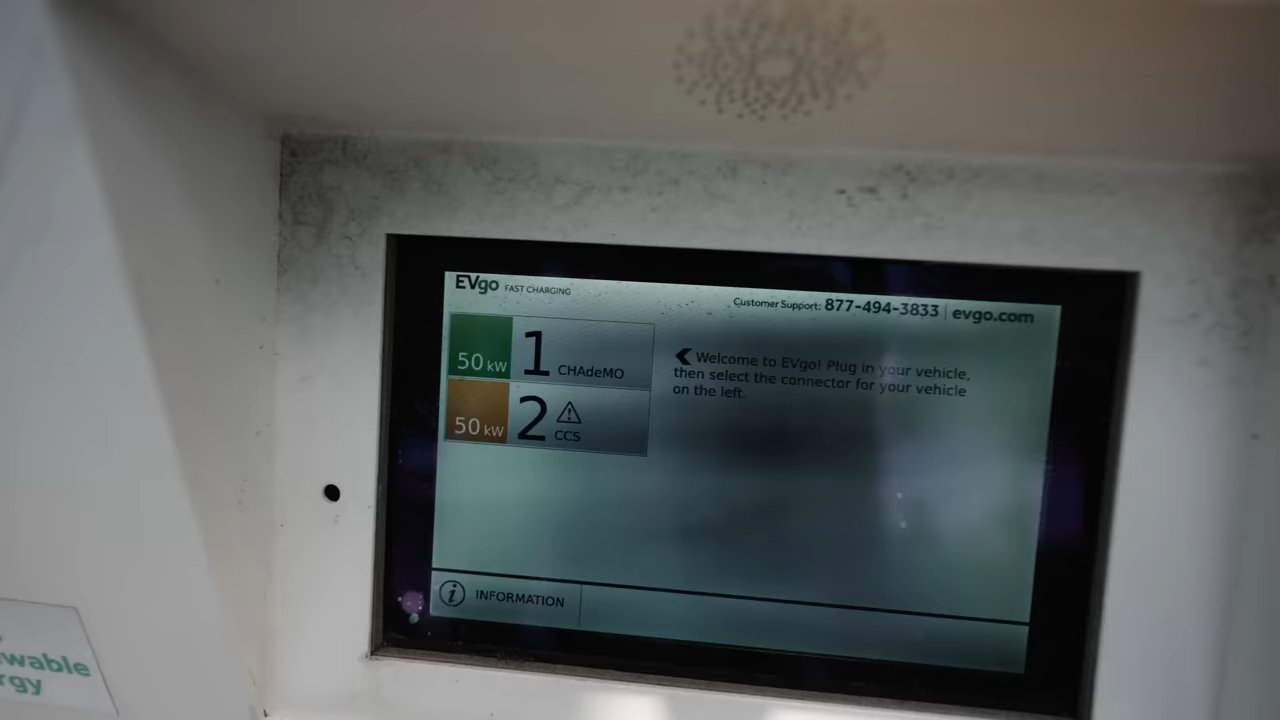 EVgo FAST CHARGING
Customer Support: 877-494-3833 | evgo.com
50 kW 1 CHAdeMO
50 kW 2 CCS
Welcome to EVgo! Plug in your vehicle,
then select the connector for your vehicle
on the left.
i INFORMATION
wable
rgy